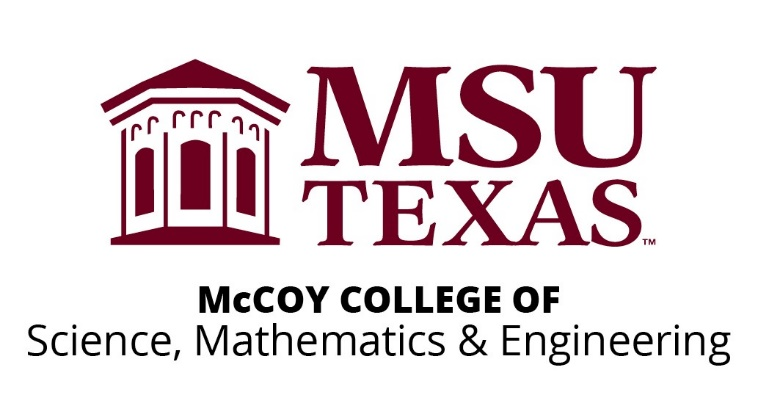 MSU
TEXAS™
McCOY COLLEGE OF
Science, Mathematics & Engineering